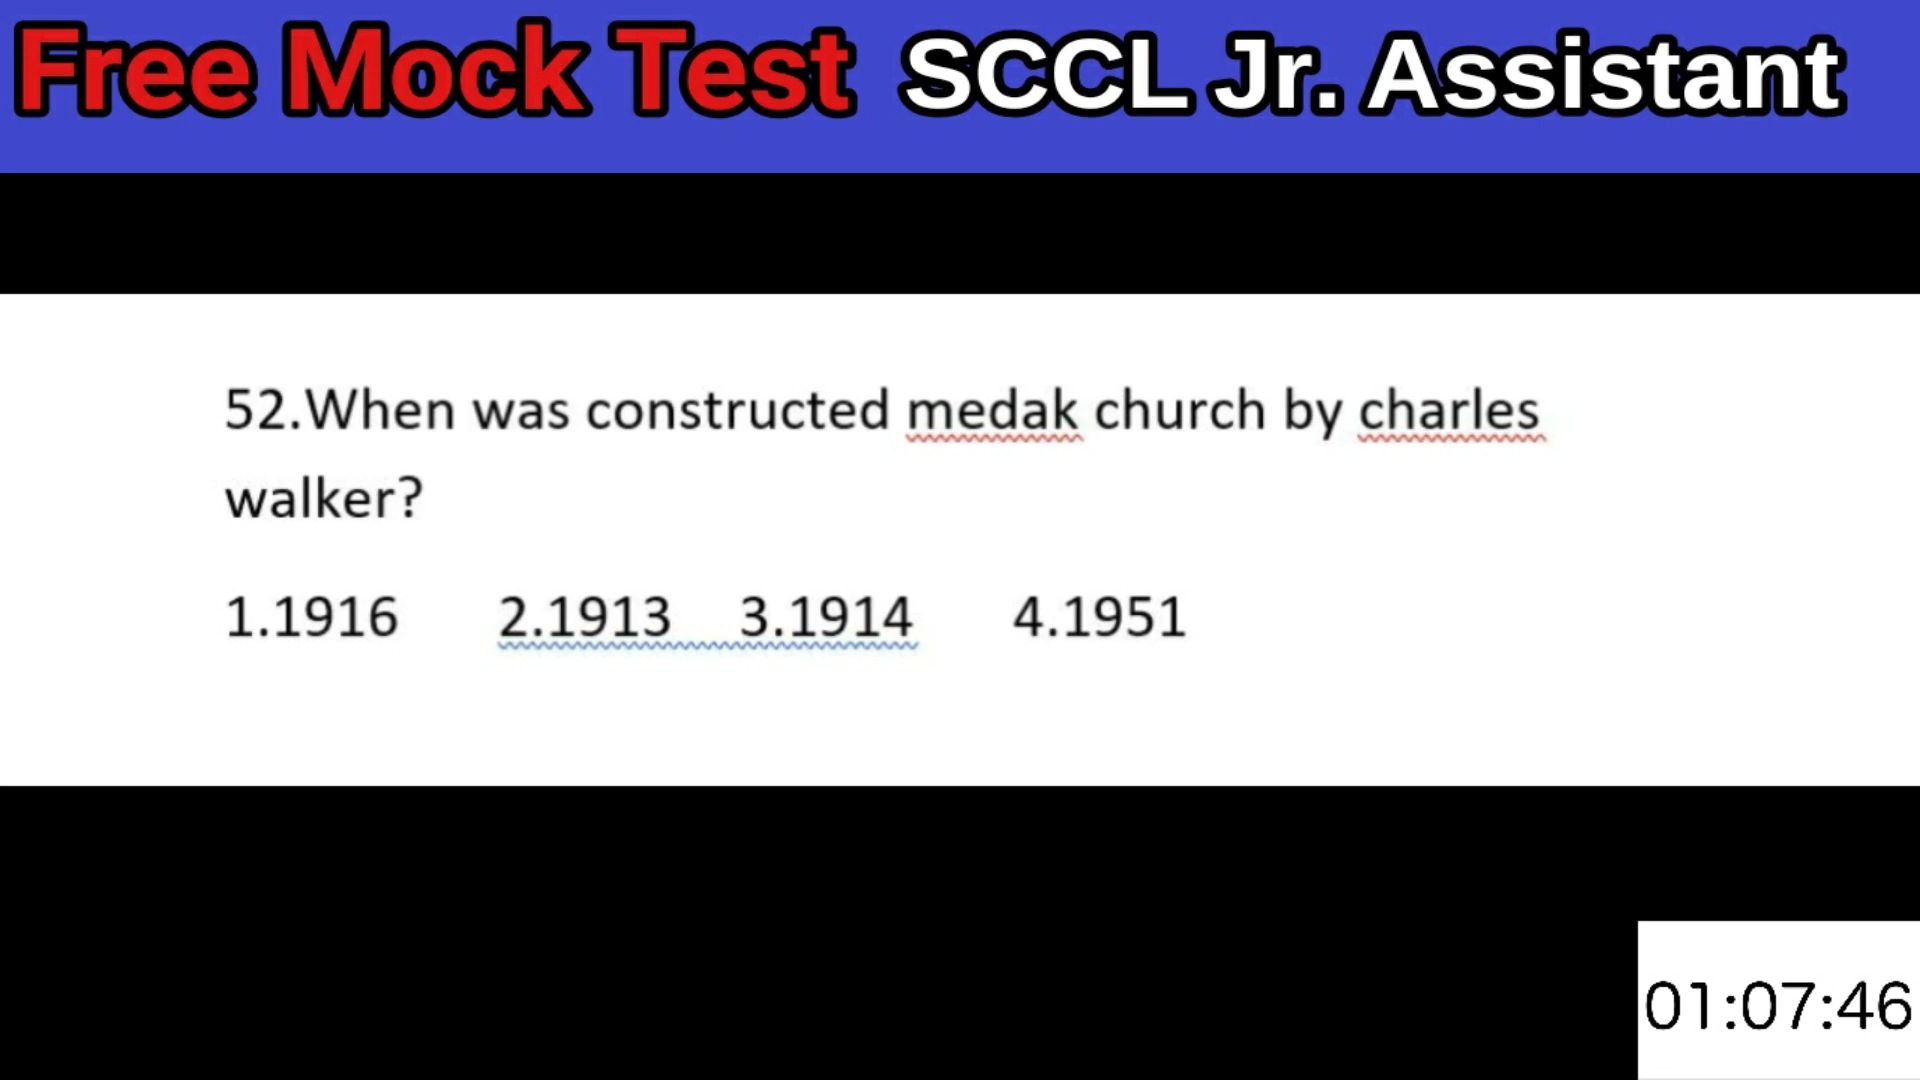 Free Mock Test SCCL Jr. Assistant
52.When was constructed medak church by charles
walker?
1.1916 2.1913 3.1914 4.1951
01:07:46